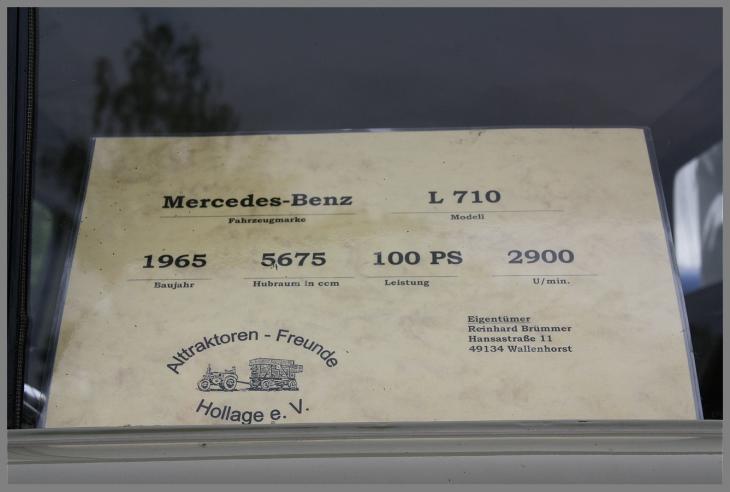 Mercedes-Benz L 710
Fahrzeugmarke Modell
1965 5675 100 PS 2900
Baujahr Hubraum in ccm Leistung U/min.
Eigentümer
Reinhard Brümmer
Hansastraße 11
49134 Wallenhorst
Alttraktoren - Freunde
Hollage e. V.